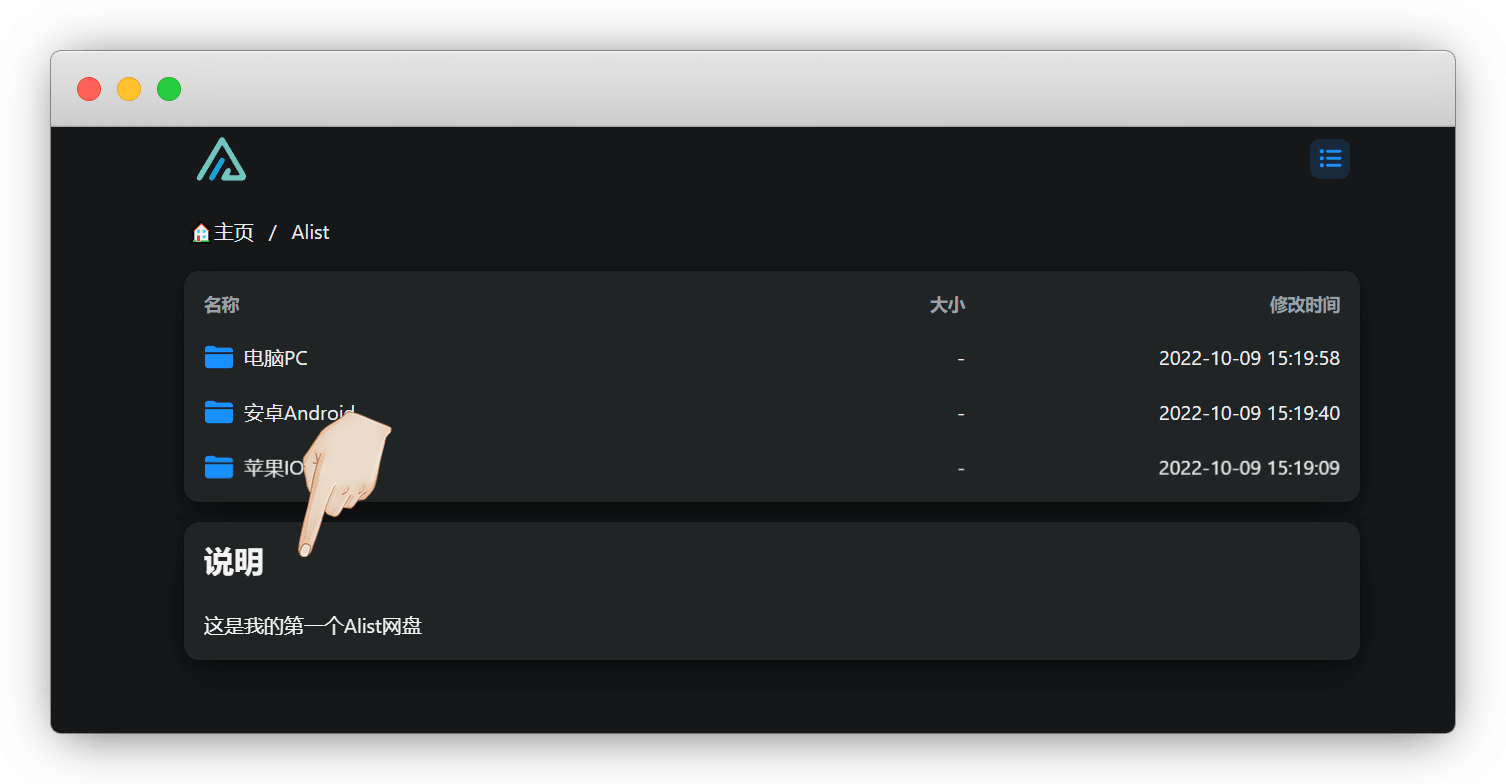 主页 / Alist
名称 大小 修改时间
电脑PC - 2022-10-09 15:19:58
安卓Android - 2022-10-09 15:19:40
苹果IO - 2022-10-09 15:19:09
说明
这是我的第一个Alist网盘